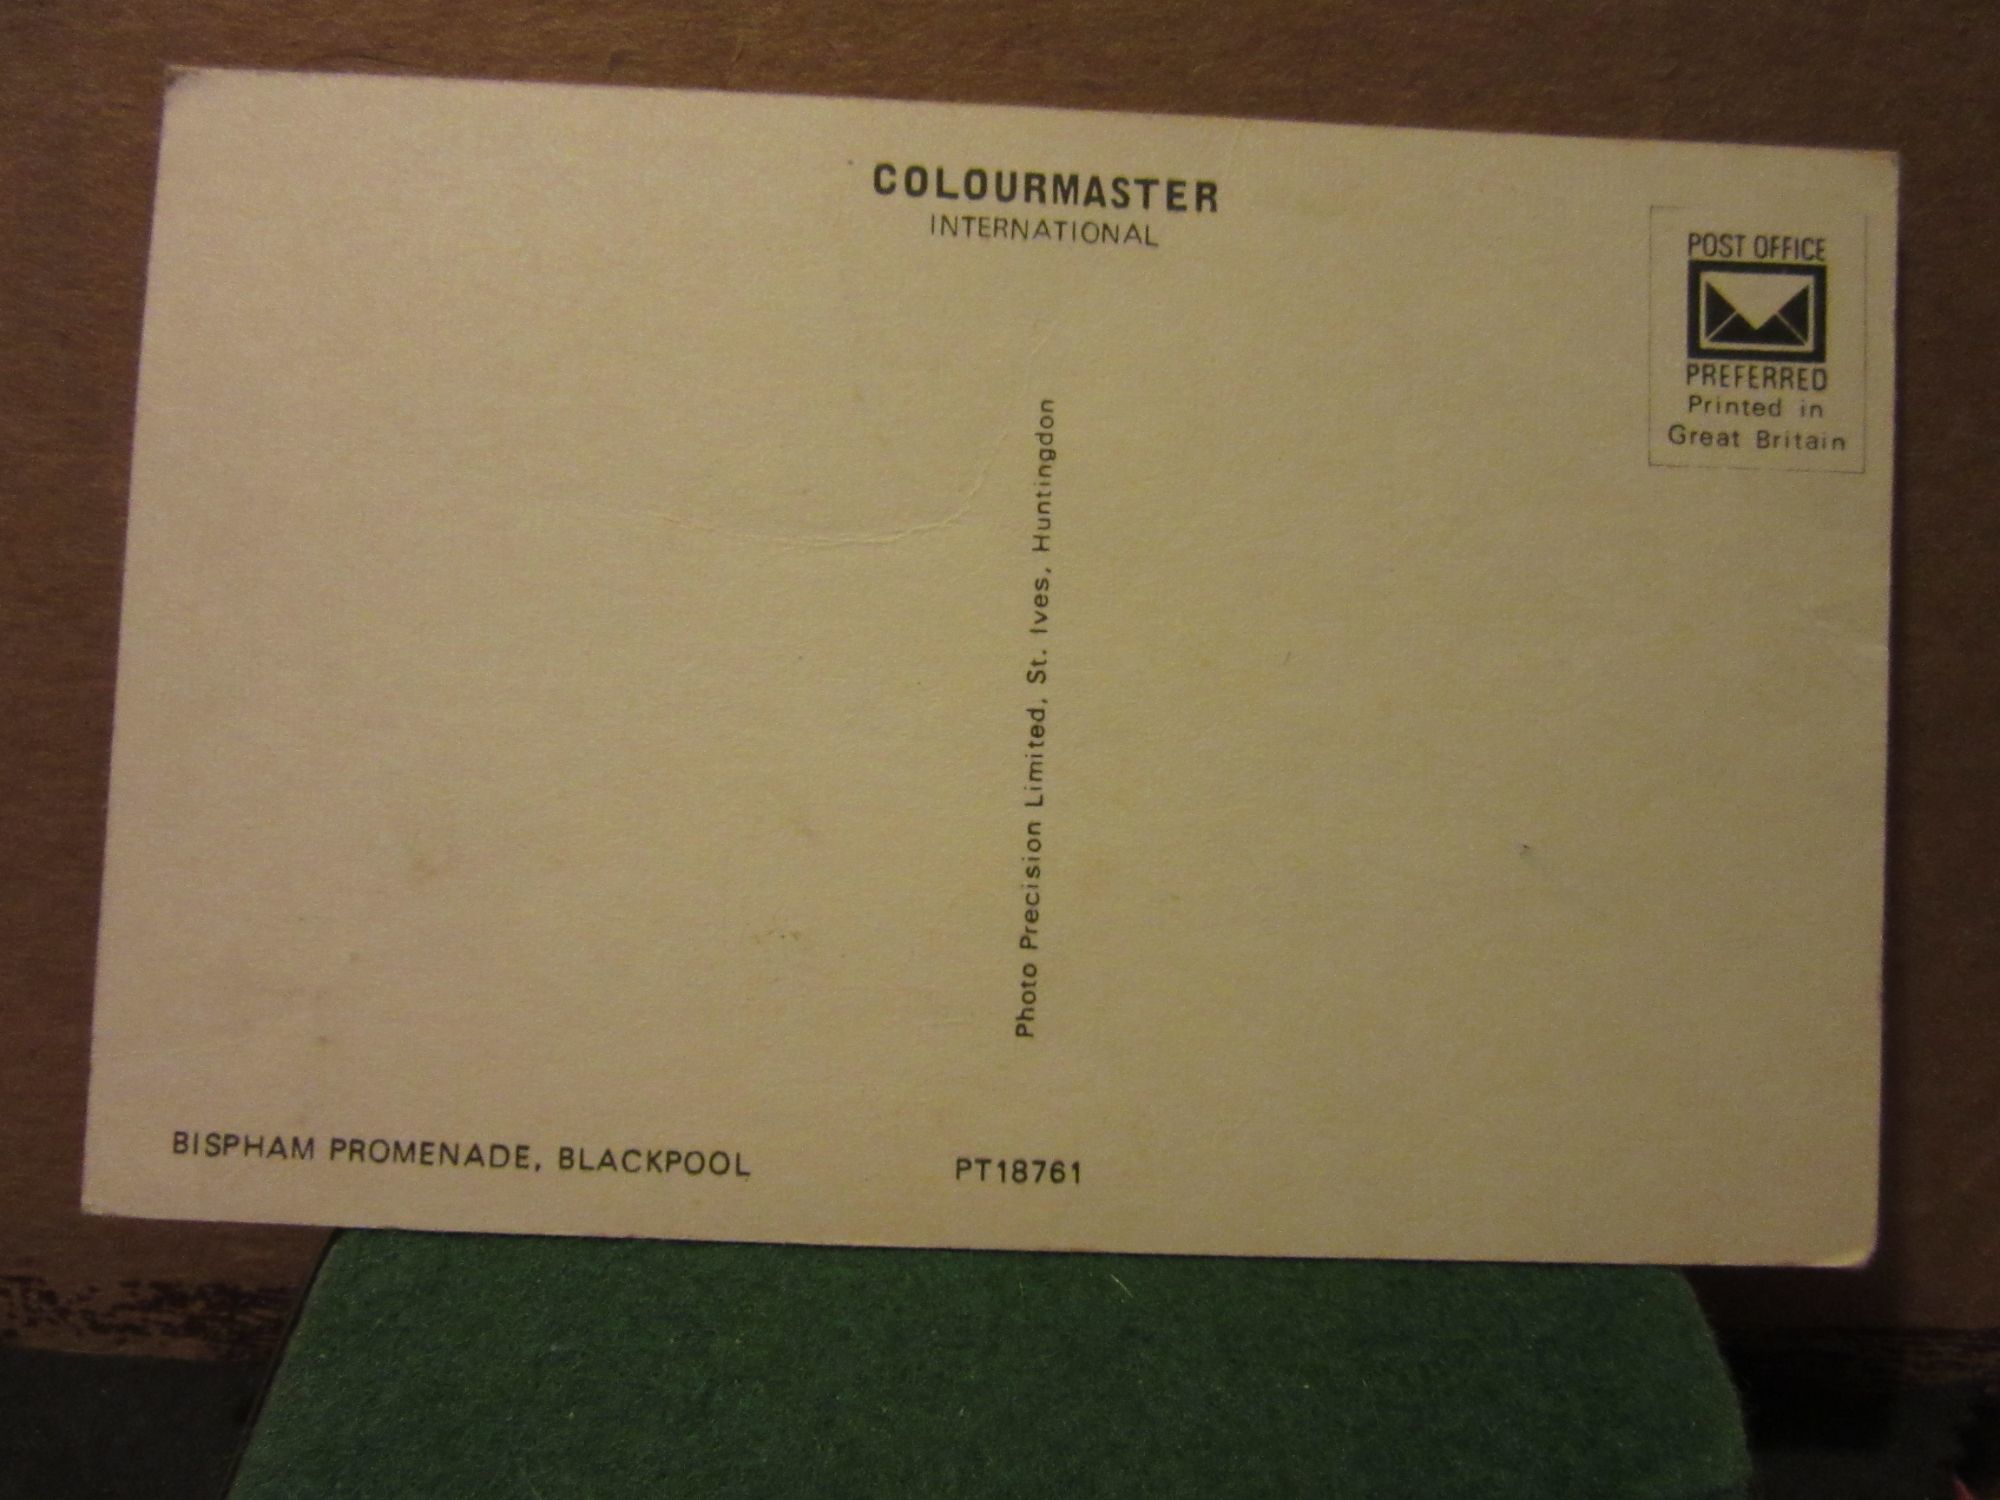 COLOURMASTER
INTERNATIONAL
POST OFFICE
PREFERRED
Printed in
Great Britain
Photo Precision Limited, St. Ives, Huntingdon
BISPHAM PROMENADE, BLACKPOOL
PT18761